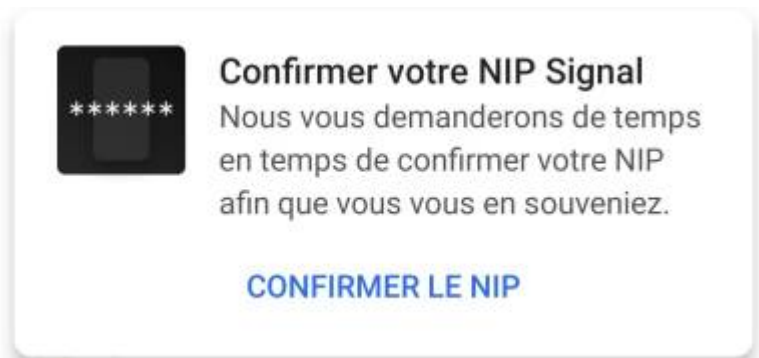 ******
Confirmer votre NIP Signal
Nous vous demanderons de temps
en temps de confirmer votre NIP
afin que vous vous en souveniez.
CONFIRMER LE NIP